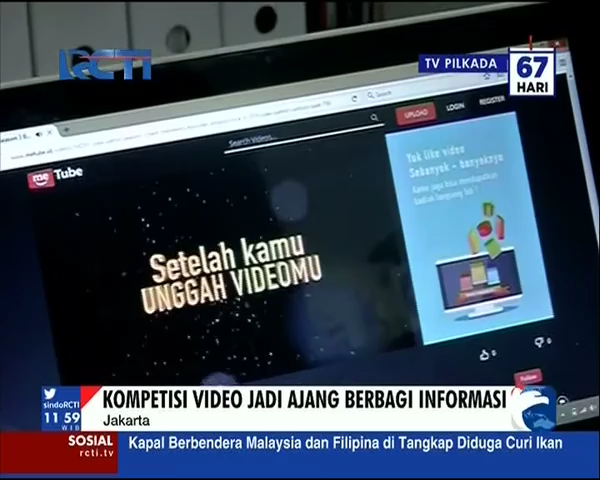 RCTI
TV PILKADA
67
HARI
Search
me Tube
Search Videos...
UPLOAD
LOGIN
REGISTER
Yuk like video
Sebanyak - banyaknya
Setelah kamu
UNGGAH VIDEOMU
Follow
sindoRCTI
11 59
WIB
KOMPETISI VIDEO JADI AJANG BERBAGI INFORMASI
Jakarta
SOSIAL
rcti.tv
Kapal Berbendera Malaysia dan Filipina di Tangkap Diduga Curi Ikan